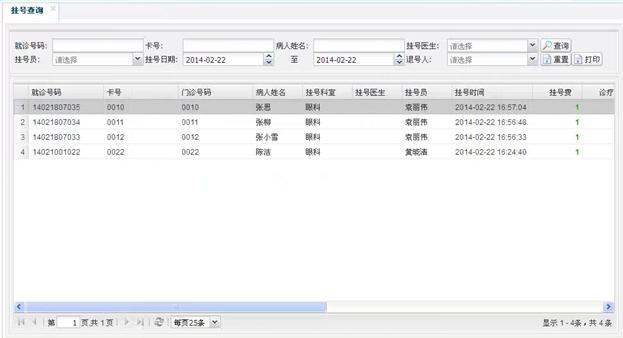 挂号查询
就诊号码: 卡号: 病人姓名: 挂号医生: 请选择 查询
挂号员: 请选择 挂号日期: 2014-02-22 至 2014-02-22 退号人: 请选择 重置 打印
就诊号码 卡号 门诊号码 病人姓名 挂号科室 挂号医生 挂号员 挂号时间 挂号费 诊疗
1 14021807035 0010 0010 张思 眼科 袁丽伟 2014-02-22 16:57:04 1
2 14021807034 0011 0011 张柳 眼科 袁丽伟 2014-02-22 16:56:48 1
3 14021807033 0012 0012 张小雪 眼科 袁丽伟 2014-02-22 16:56:33 1
4 14021001022 0022 0022 陈洁 眼科 黄晓清 2014-02-22 16:24:40 1
第 1 页,共 1 页 每页25条 显示 1 - 4条，共 4 条